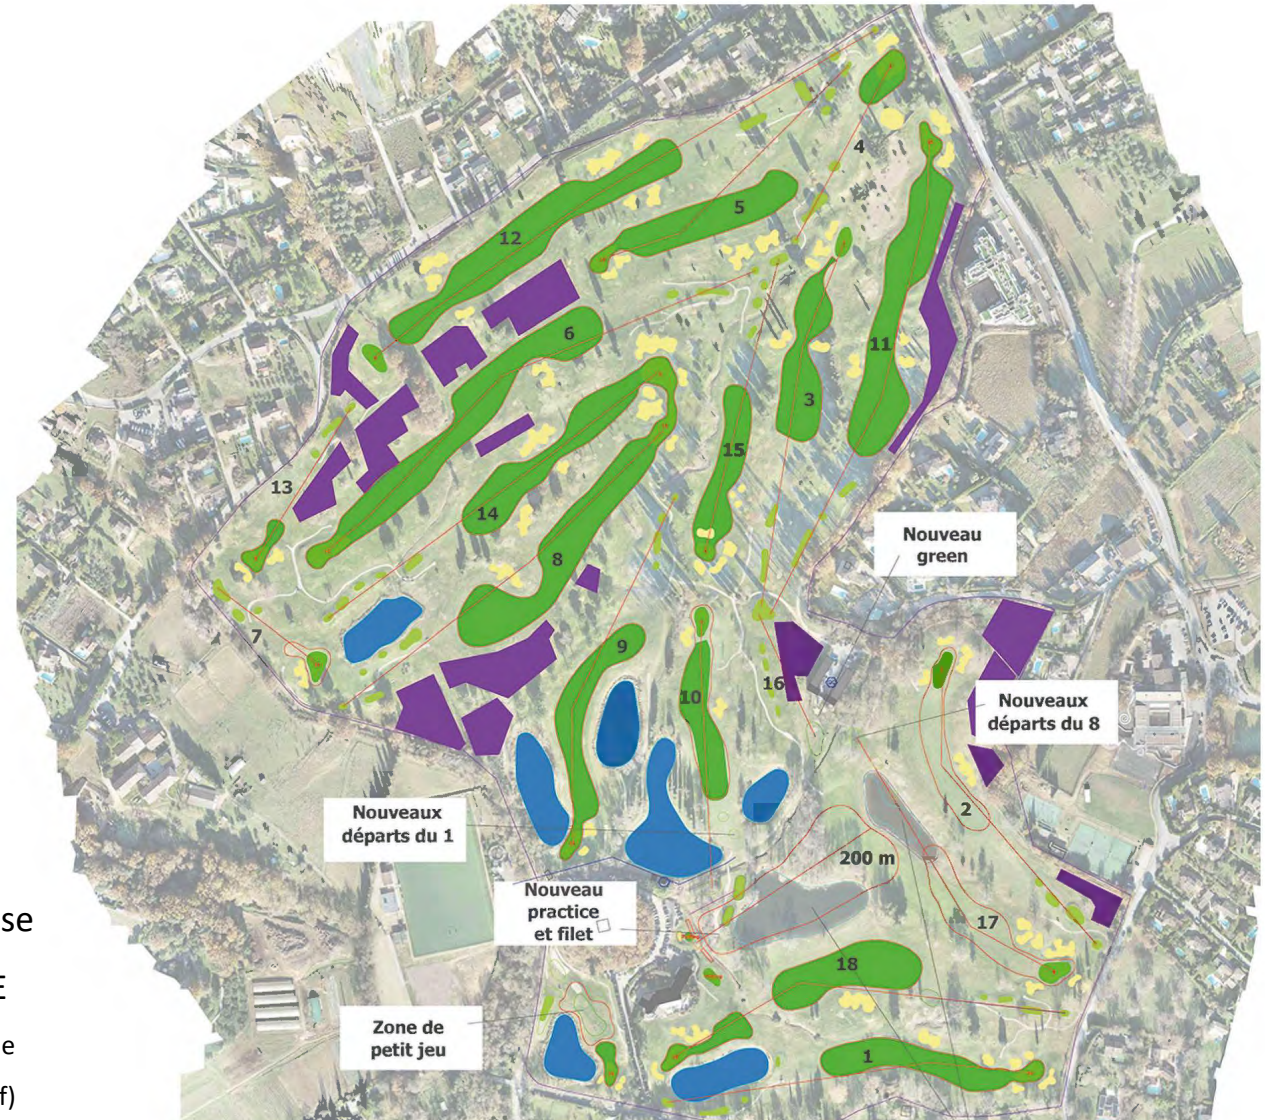 4
5
12
6
11
3
15
13
14
Nouveau
green
8
7
9
10
16
Nouveaux
départs du 8
Nouveaux
départs du 1
2
200 m
Nouveau
practice
et filet
17
se
18
E
Zone de
petit jeu
e
1
f)